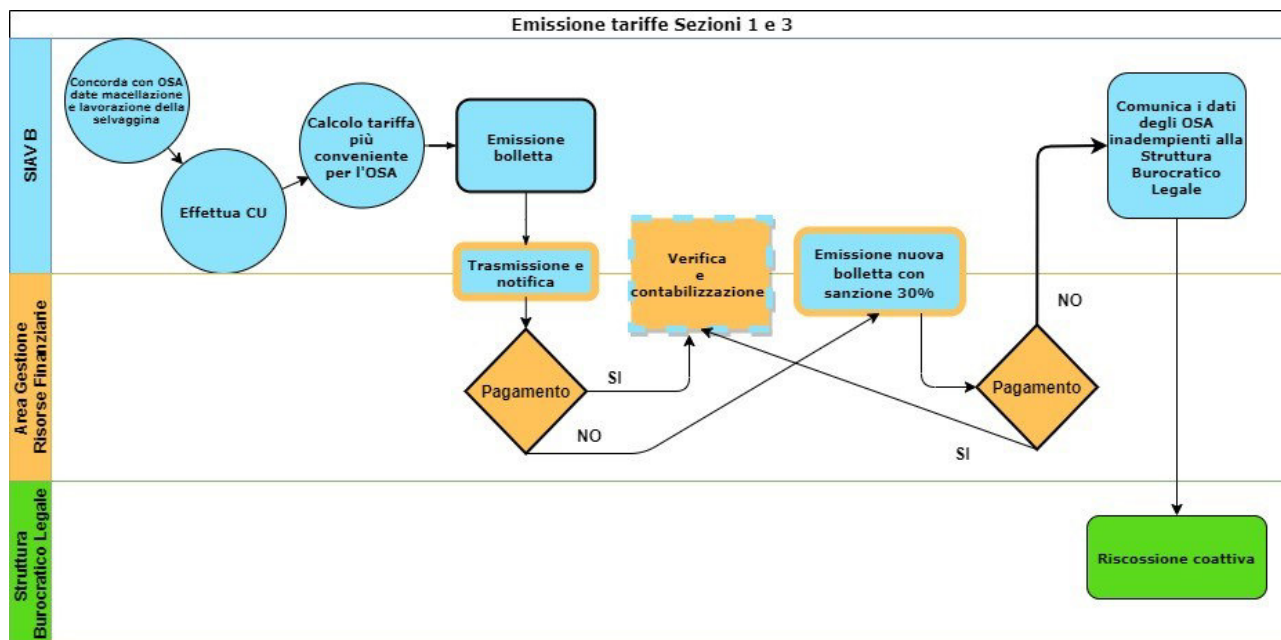 Emissione tariffe Sezioni 1 e 3
SIAV B
Concorda con OSA
date macellazione
e lavorazione della
selvaggina
Effettua CU
Calcolo tariffa
più
conveniente
per l'OSA
Emissione
bolletta
Trasmissione e
notifica
Verifica
e
contabilizzazione
Emissione nuova
bolletta con
sanzione 30%
Comunica i dati
degli OSA
inadempienti alla
Struttura
Burocratico
Legale
Area Gestione
Risorse Finanziarie
Pagamento
SI
NO
Pagamento
NO
SI
Struttura
Burocratico Legale
Riscossione coattiva